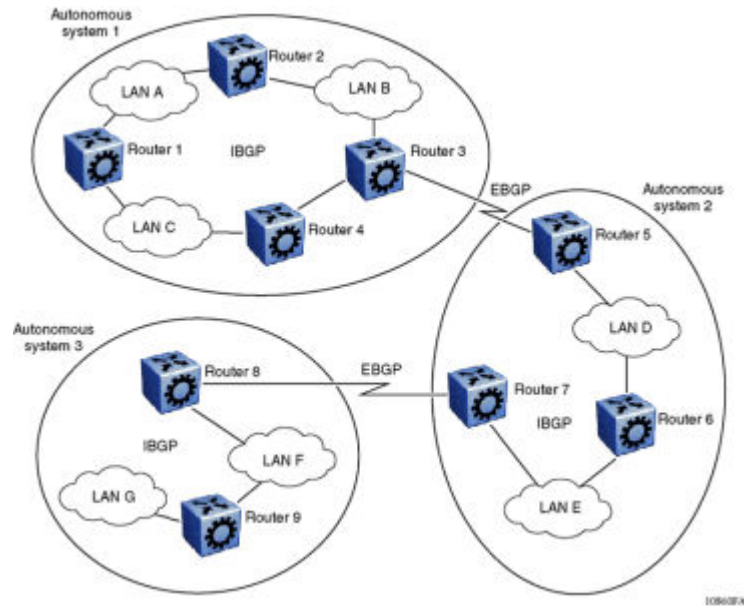 Autonomous
system 1
Router 2
LAN A
LAN B
Router 1
IBGP
Router 3
LAN C
Router 4
EBGP
Autonomous
system 2
Router 5
LAN D
Autonomous
system 3
Router 8
EBGP
Router 7
IBGP
Router 6
IBGP
LAN F
LAN G
LAN E
Router 9